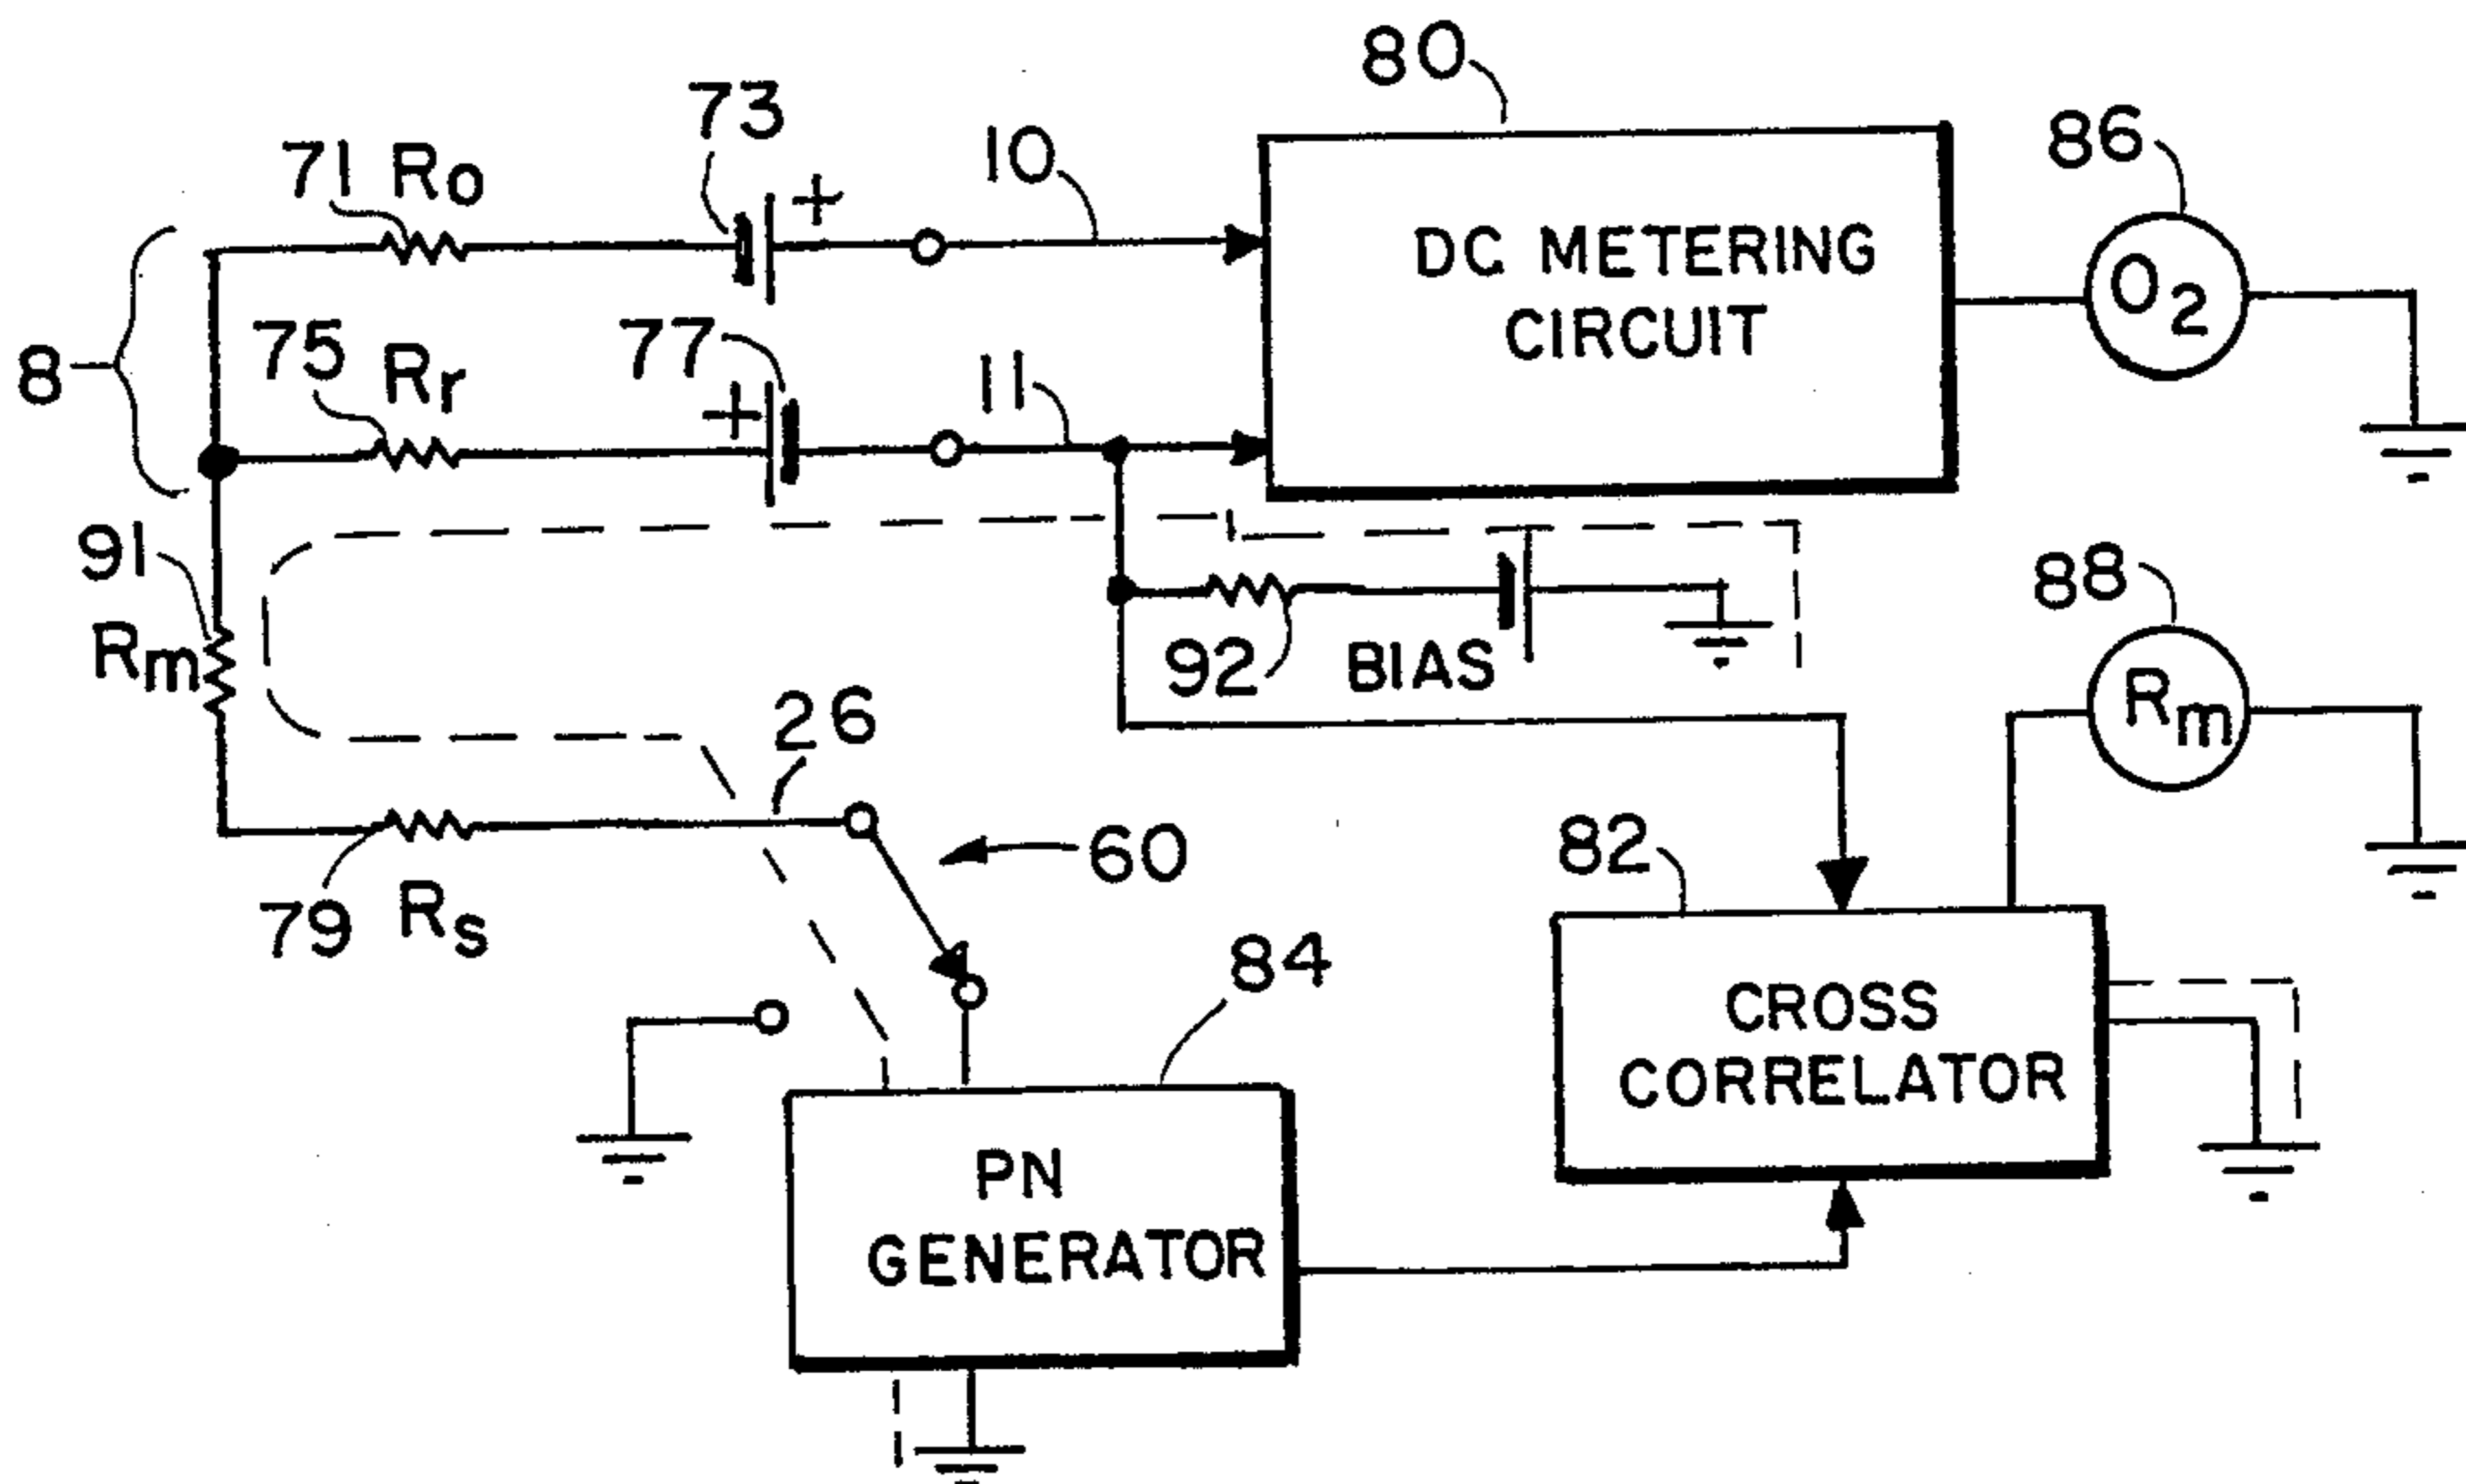 80
73
86
71 Ro
10
DC METERING
CIRCUIT
O2
+
8
75 Rr
77
+
11
91
Rm
92
BIAS
88
Rm
26
60
79 Rs
82
84
CROSS
CORRELATOR
PN
GENERATOR